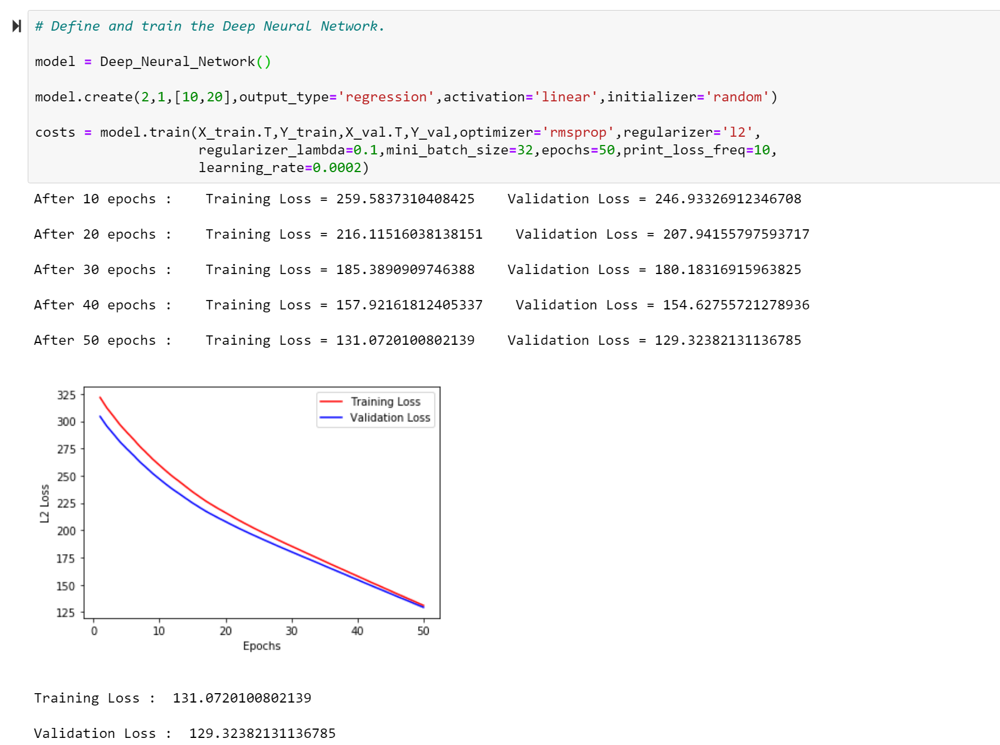 # Define and train the Deep Neural Network.
model = Deep_Neural_Network()
model.create(2,1,[10,20],output_type='regression',activation='linear',initializer='random')
costs = model.train(X_train.T,Y_train,X_val.T,Y_val,optimizer='rmsprop',regularizer='l2',
regularizer_lambda=0.1,mini_batch_size=32,epochs=50,print_loss_freq=10,
learning_rate=0.0002)
After 10 epochs :    Training Loss = 259.5837310408425    Validation Loss = 246.93326912346708
After 20 epochs :    Training Loss = 216.11516038138151    Validation Loss = 207.94155797593717
After 30 epochs :    Training Loss = 185.3890909746388    Validation Loss = 180.18316915963825
After 40 epochs :    Training Loss = 157.92161812405337    Validation Loss = 154.62755721278936
After 50 epochs :    Training Loss = 131.0720100802139    Validation Loss = 129.32382131136785
325
300
275
250
225
200
175
150
125
L2 Loss
Training Loss
Validation Loss
0 10 20 30 40 50
Epochs
Training Loss :  131.0720100802139
Validation Loss :  129.32382131136785